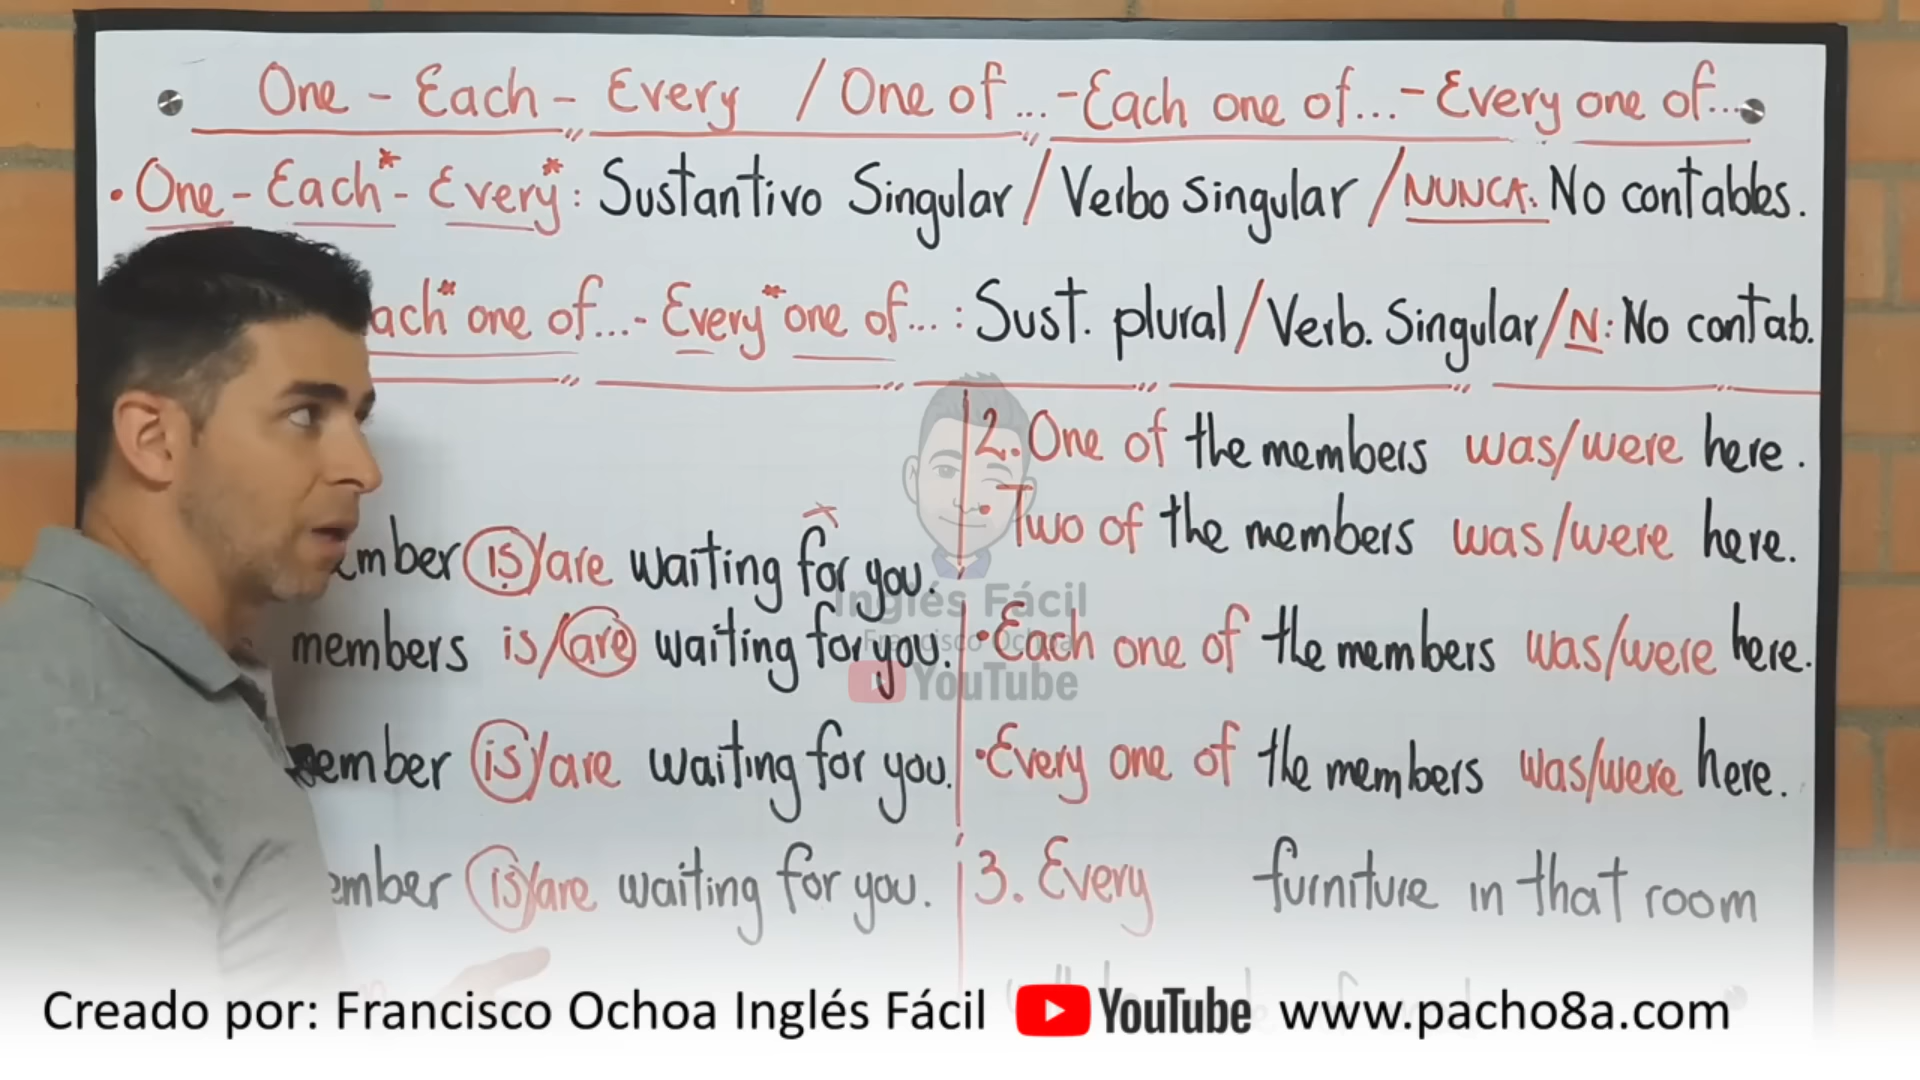 One - Each - Every / One of ... - Each one of... - Every one of...
• One - Each* - Every*: Sustantivo Singular / Verbo Singular / NUNCA: No contables.
ach* one of...- Every* one of... : Sust. plural / Verb. Singular / N: No contab.
mber is/are waiting for you.
members is/are waiting for you.
ember is/are waiting for you.
ember is/are waiting for you.
2. One of the members was/were here.
• Two of the members was/were here.
• Each one of the members was/were here.
• Every one of the members was/were here.
3. Every furniture in that room
Inglés Fácil
Francisco Ochoa
YouTube
Creado por: Francisco Ochoa Inglés Fácil YouTube www.pacho8a.com